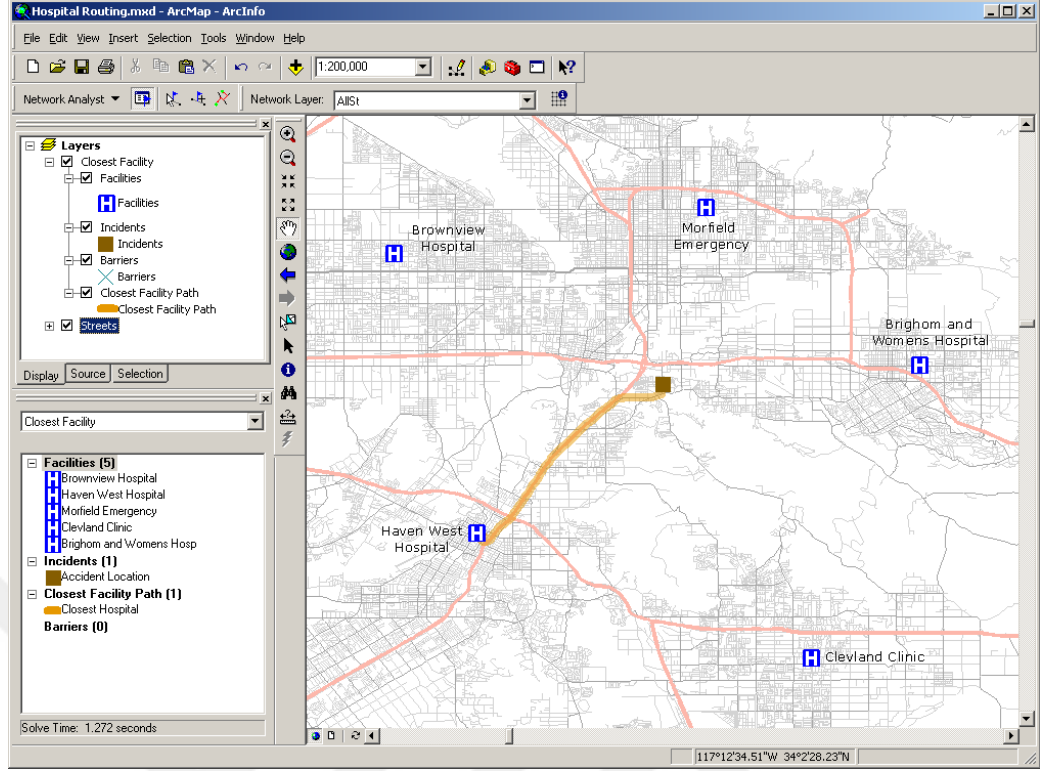 Hospital Routing.mxd - ArcMap - ArcInfo
File Edit View Insert Selection Tools Window Help
1:200,000
Network Analyst Network Layer: AllSt
Layers
Closest Facility
Facilities
Facilities
Incidents
Incidents
Barriers
Barriers
Closest Facility Path
Closest Facility Path
Streets
Display Source Selection
Closest Facility
Facilities (5)
H Brownview Hospital
H Haven West Hospital
H Morfield Emergency
H Clevland Clinic
H Brighom and Womens Hosp
Incidents (1)
Accident Location
Closest Facility Path (1)
Closest Hospital
Barriers (0)
Solve Time: 1.272 seconds
H
Morfield
Emergency
Brownview
Hospital
H
Brighom and
Womens Hospital
H
Haven West H
Hospital
H Clevland Clinic
117°12'34.51"W 34°2'28.23"N